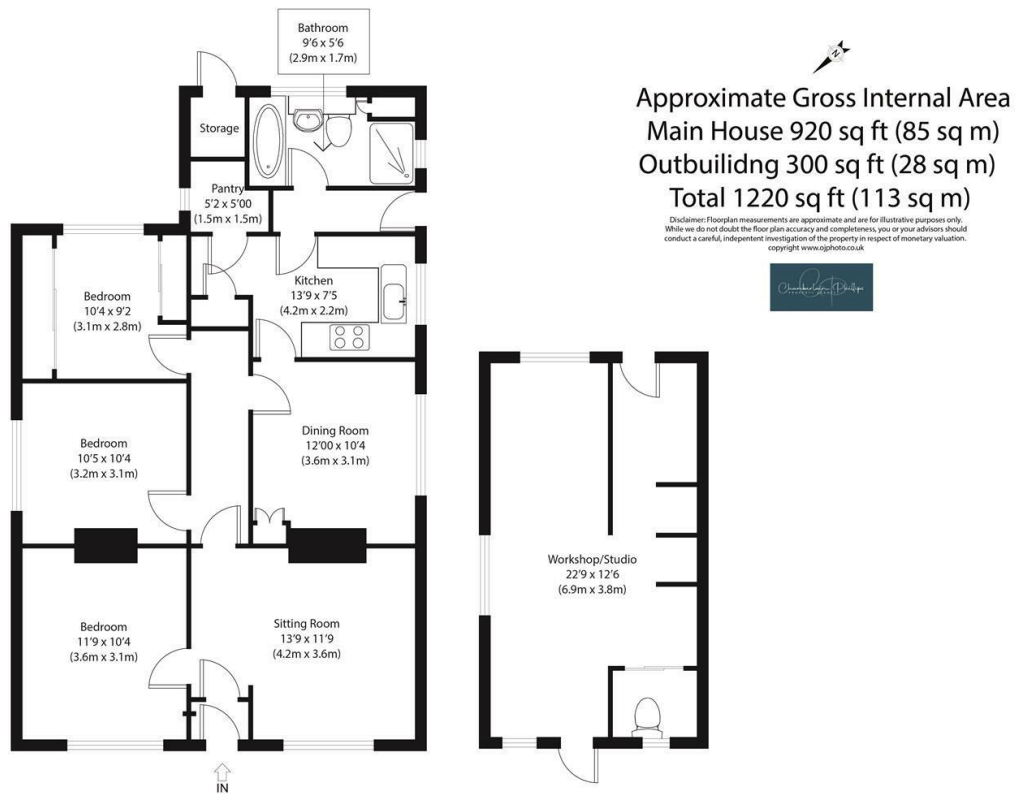 Bathroom
9'6 x 5'6
(2.9m x 1.7m)
N
Approximate Gross Internal Area
Main House 920 sq ft (85 sq m)
Outbuilidng 300 sq ft (28 sq m)
Total 1220 sq ft (113 sq m)
Disclaimer: Floorplan measurements are approximate and are for illustrative purposes only.
While we do not doubt the floor plan accuracy and completeness, you or your advisors should
conduct a careful, indepentent investigation of the property in respect of monetary valuation.
copyright www.ojphoto.co.uk
Chamberlain Phillips
Storage
Pantry
5'2 x 5'00
(1.5m x 1.5m)
Kitchen
13'9 x 7'5
(4.2m x 2.2m)
Bedroom
10'4 x 9'2
(3.1m x 2.8m)
Dining Room
12'00 x 10'4
(3.6m x 3.1m)
Bedroom
10'5 x 10'4
(3.2m x 3.1m)
Workshop/Studio
22'9 x 12'6
(6.9m x 3.8m)
Bedroom
11'9 x 10'4
(3.6m x 3.1m)
Sitting Room
13'9 x 11'9
(4.2m x 3.6m)
IN